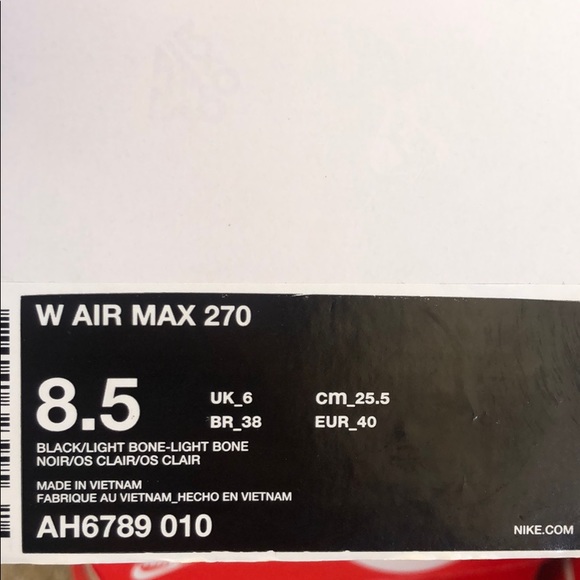 W AIR MAX 270
8.5
UK_6 cm_25.5
BR_38 EUR_40
BLACK/LIGHT BONE-LIGHT BONE
NOIR/OS CLAIR/OS CLAIR
MADE IN VIETNAM
FABRIQUE AU VIETNAM_HECHO EN VIETNAM
AH6789 010
NIKE.COM